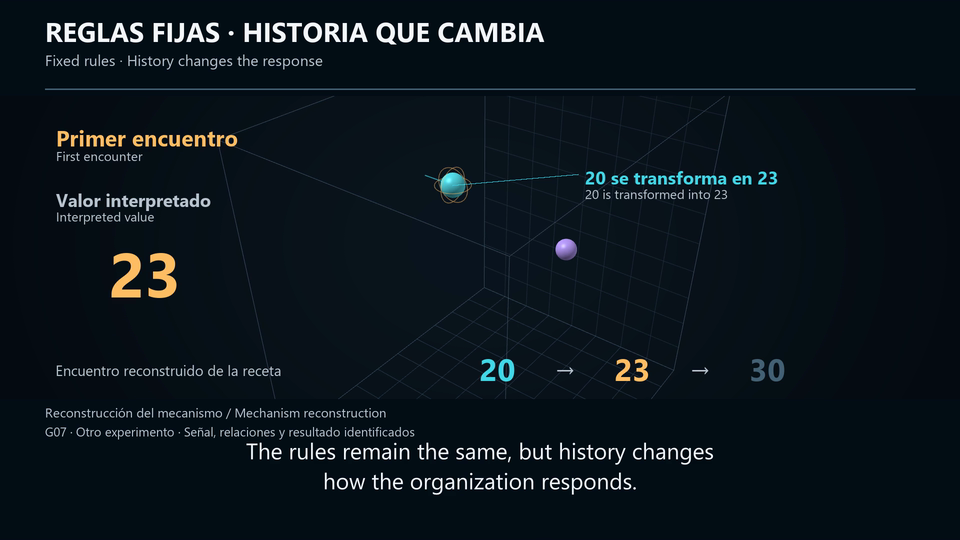 REGLAS FIJAS · HISTORIA QUE CAMBIA
Fixed rules · History changes the response
Primer encuentro
First encounter
Valor interpretado
Interpreted value
23
20 se transforma en 23
20 is transformed into 23
Encuentro reconstruido de la receta
20 → 23 → 30
Reconstrucción del mecanismo / Mechanism reconstruction
G07 · Otro experimento · Señal, relaciones y resultado identificados
The rules remain the same, but history changes
how the organization responds.